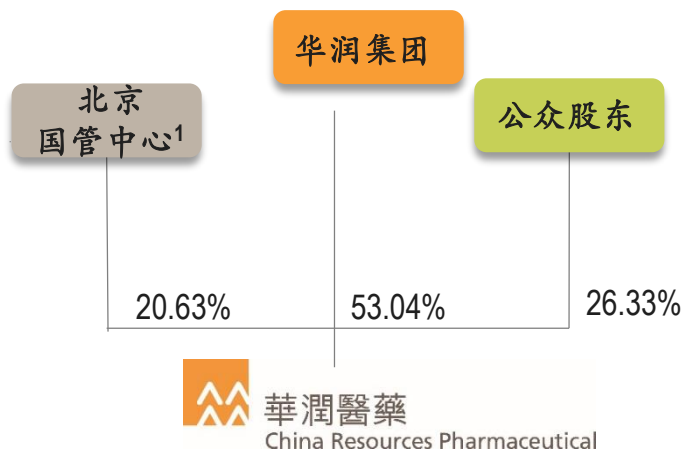 华润集团
北京
国管中心1
公众股东
20.63%
53.04%
26.33%
華潤醫藥
China Resources Pharmaceutical